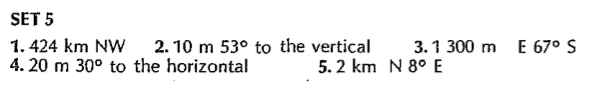 SET 5
1. 424 km NW 2. 10 m 53° to the vertical 3. 1 300 m E 67° S
4. 20 m 30° to the horizontal 5. 2 km N 8° E